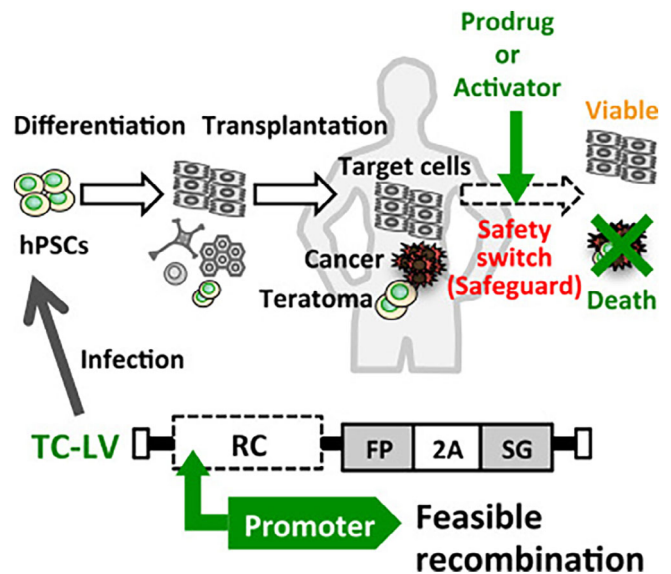 Prodrug
or
Activator
Viable
Differentiation
Transplantation
Target cells
hPSCs
Cancer
Teratoma
Safety
switch
(Safeguard)
Death
Infection
TC-LV
RC
FP
2A
SG
Promoter
Feasible
recombination